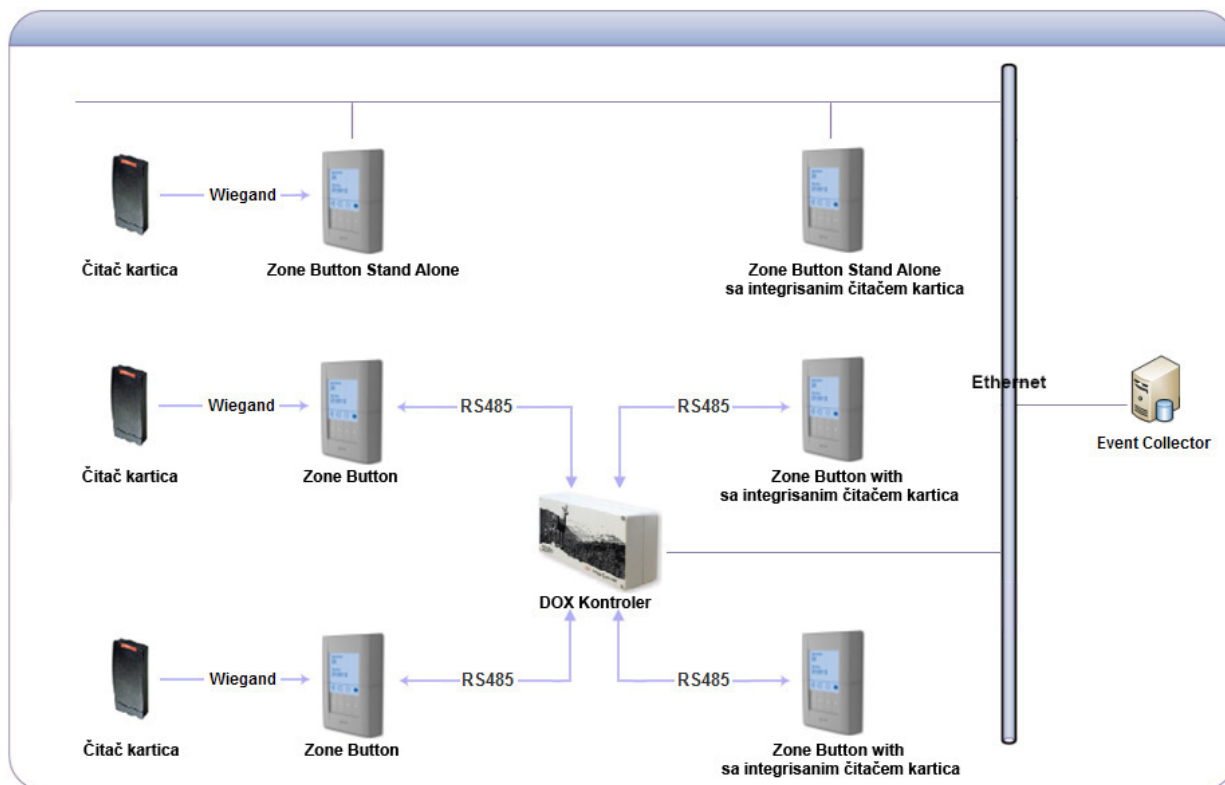 Wiegand
Čitač kartica
Zone Button Stand Alone
Zone Button Stand Alone
sa integrisanim čitačem kartica
Ethernet
Event Collector
Wiegand
RS485
RS485
Čitač kartica
Zone Button
Zone Button with
sa integrisanim čitačem kartica
DOX Kontroler
Wiegand
RS485
RS485
Čitač kartica
Zone Button
Zone Button with
sa integrisanim čitačem kartica